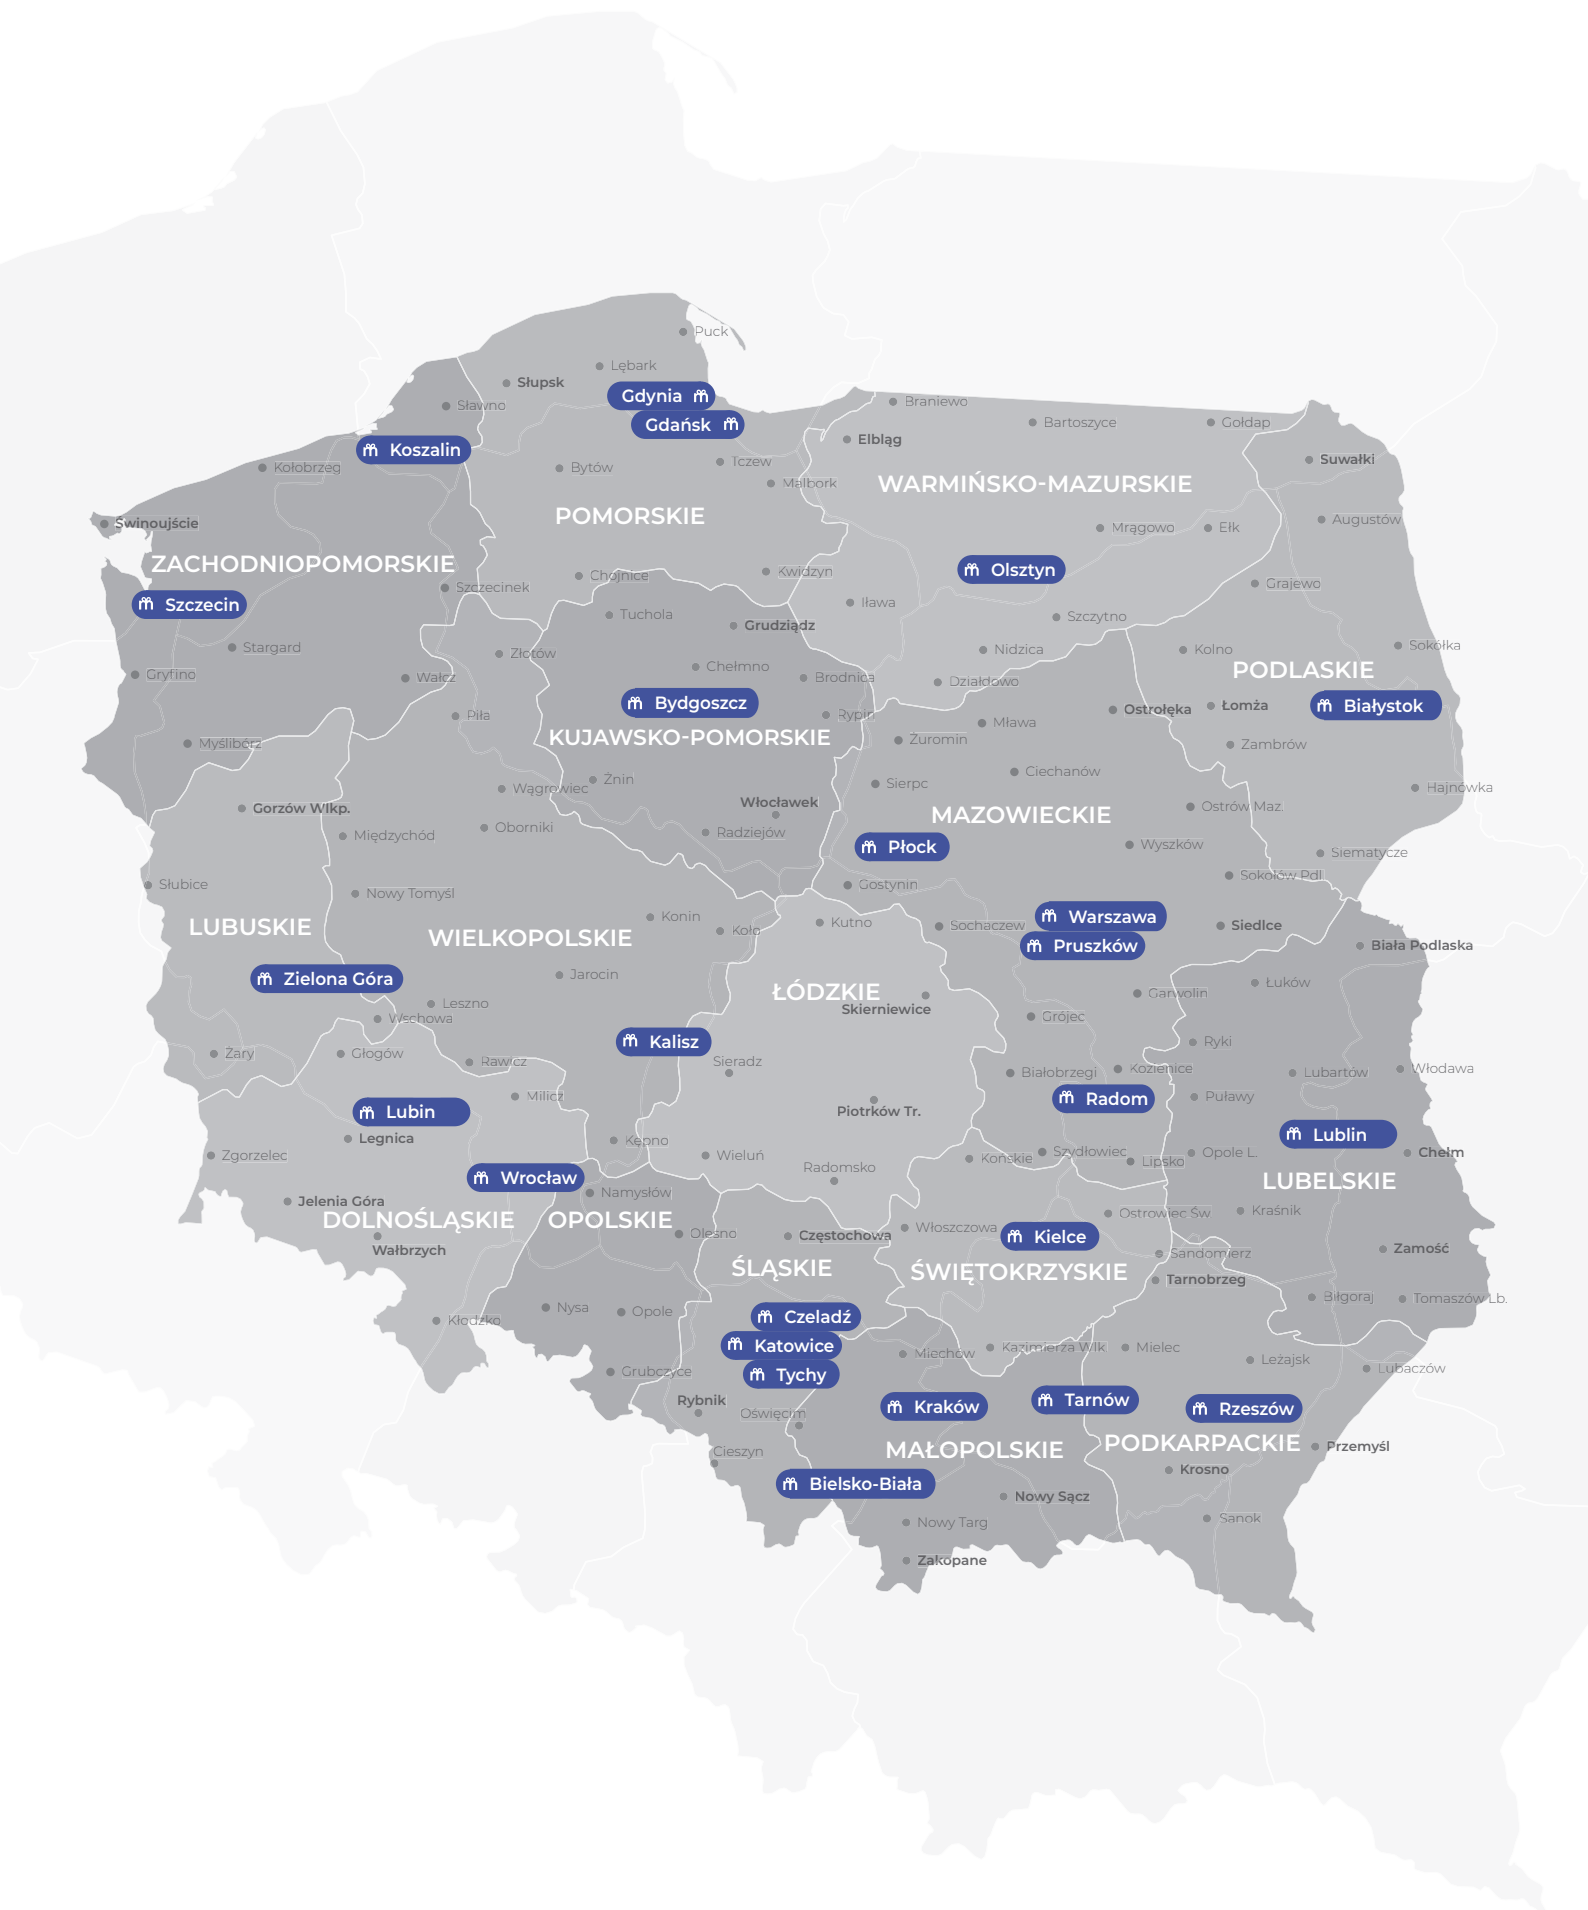 Puck
Lębark
Słupsk
Gdynia
Sławno
Braniewo
Gdańsk
Bartoszyce
Gołdap
Elbląg
Koszalin
Suwałki
Tczew
Kołobrzeg
Bytów
Malbork
WARMIŃSKO-MAZURSKIE
POMORSKIE
Augustów
Świnoujście
Mrągowo
Ełk
ZACHODNIOPOMORSKIE
Olsztyn
Kwidzyn
Chojnice
Grajewo
Szczecinek
Szczecin
Iława
Tuchola
Szczytno
Grudziądz
Sokółka
Stargard
Nidzica
Kolno
Złotów
Chełmno
PODLASKIE
Gryfino
Wałcz
Brodnica
Działdowo
Bydgoszcz
Łomża
Białystok
Ostrołęka
Piła
Rypin
Mława
KUJAWSKO-POMORSKIE
Żuromin
Myślibórz
Zambrów
Ciechanów
Żnin
Sierpc
Wągrowiec
Hajnówka
Włocławek
Ostrów Maz.
Gorzów Wlkp.
MAZOWIECKIE
Oborniki
Radziejów
Międzychód
Płock
Wyszków
Siematycze
Sokołów Pdl
Słubice
Gostynin
Nowy Tomyśl
Konin
Warszawa
Kutno
Sochaczew
Siedlce
LUBUSKIE
Koło
WIELKOPOLSKIE
Pruszków
Biała Podlaska
Jarocin
Zielona Góra
Łuków
ŁÓDZKIE
Garwolin
Leszno
Skierniewice
Wschowa
Grójec
Kalisz
Ryki
Żary
Głogów
Rawicz
Sieradz
Kozienice
Włodawa
Białobrzegi
Lubartów
Milicz
Puławy
Radom
Lubin
Piotrków Tr.
Lublin
Legnica
Kępno
Szydłowiec
Opole L.
Chełm
Zgorzelec
Wieluń
Końskie
Lipsko
Radomsko
Wrocław
LUBELSKIE
Namysłów
Jelenia Góra
Kraśnik
Ostrowiec Św
DOLNOŚLĄSKIE
OPOLSKIE
Włoszczowa
Olesno
Częstochowa
Kielce
Wałbrzych
Zamość
Sandomierz
ŚLĄSKIE
ŚWIĘTOKRZYSKIE
Tarnobrzeg
Biłgoraj
Tomaszów Lb.
Nysa
Opole
Czeladź
Kłodzko
Katowice
Kazimierza Wlk
Mielec
Miechów
Leżajsk
Lubaczów
Grubczyce
Tychy
Rybnik
Tarnów
Kraków
Rzeszów
Oświęcim
PODKARPACKIE
Przemyśl
MAŁOPOLSKIE
Cieszyn
Krosno
Bielsko-Biała
Nowy Sącz
Sanok
Nowy Targ
Zakopane